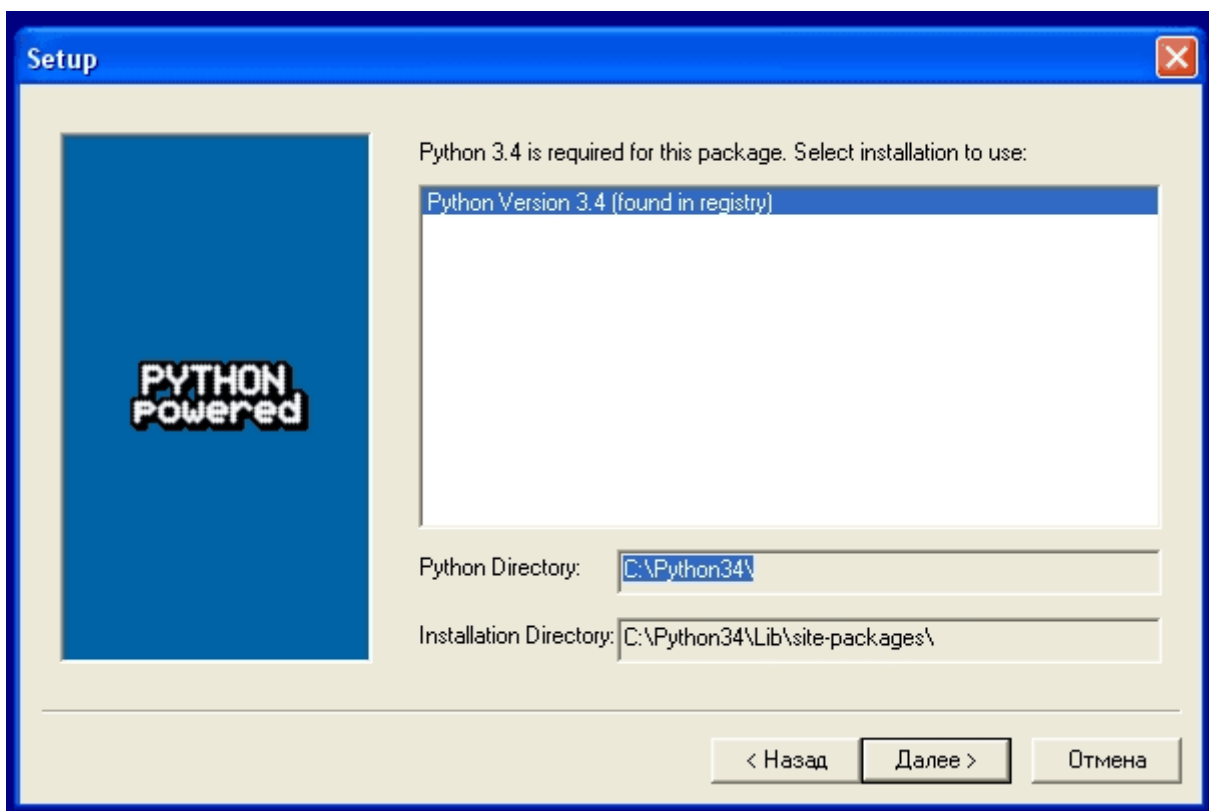 Setup
Python 3.4 is required for this package. Select installation to use:
Python Version 3.4 (found in registry)
PYTHON
powered
Python Directory: C:\Python34\
Installation Directory: C:\Python34\Lib\site-packages\
< Назад Далее > Отмена